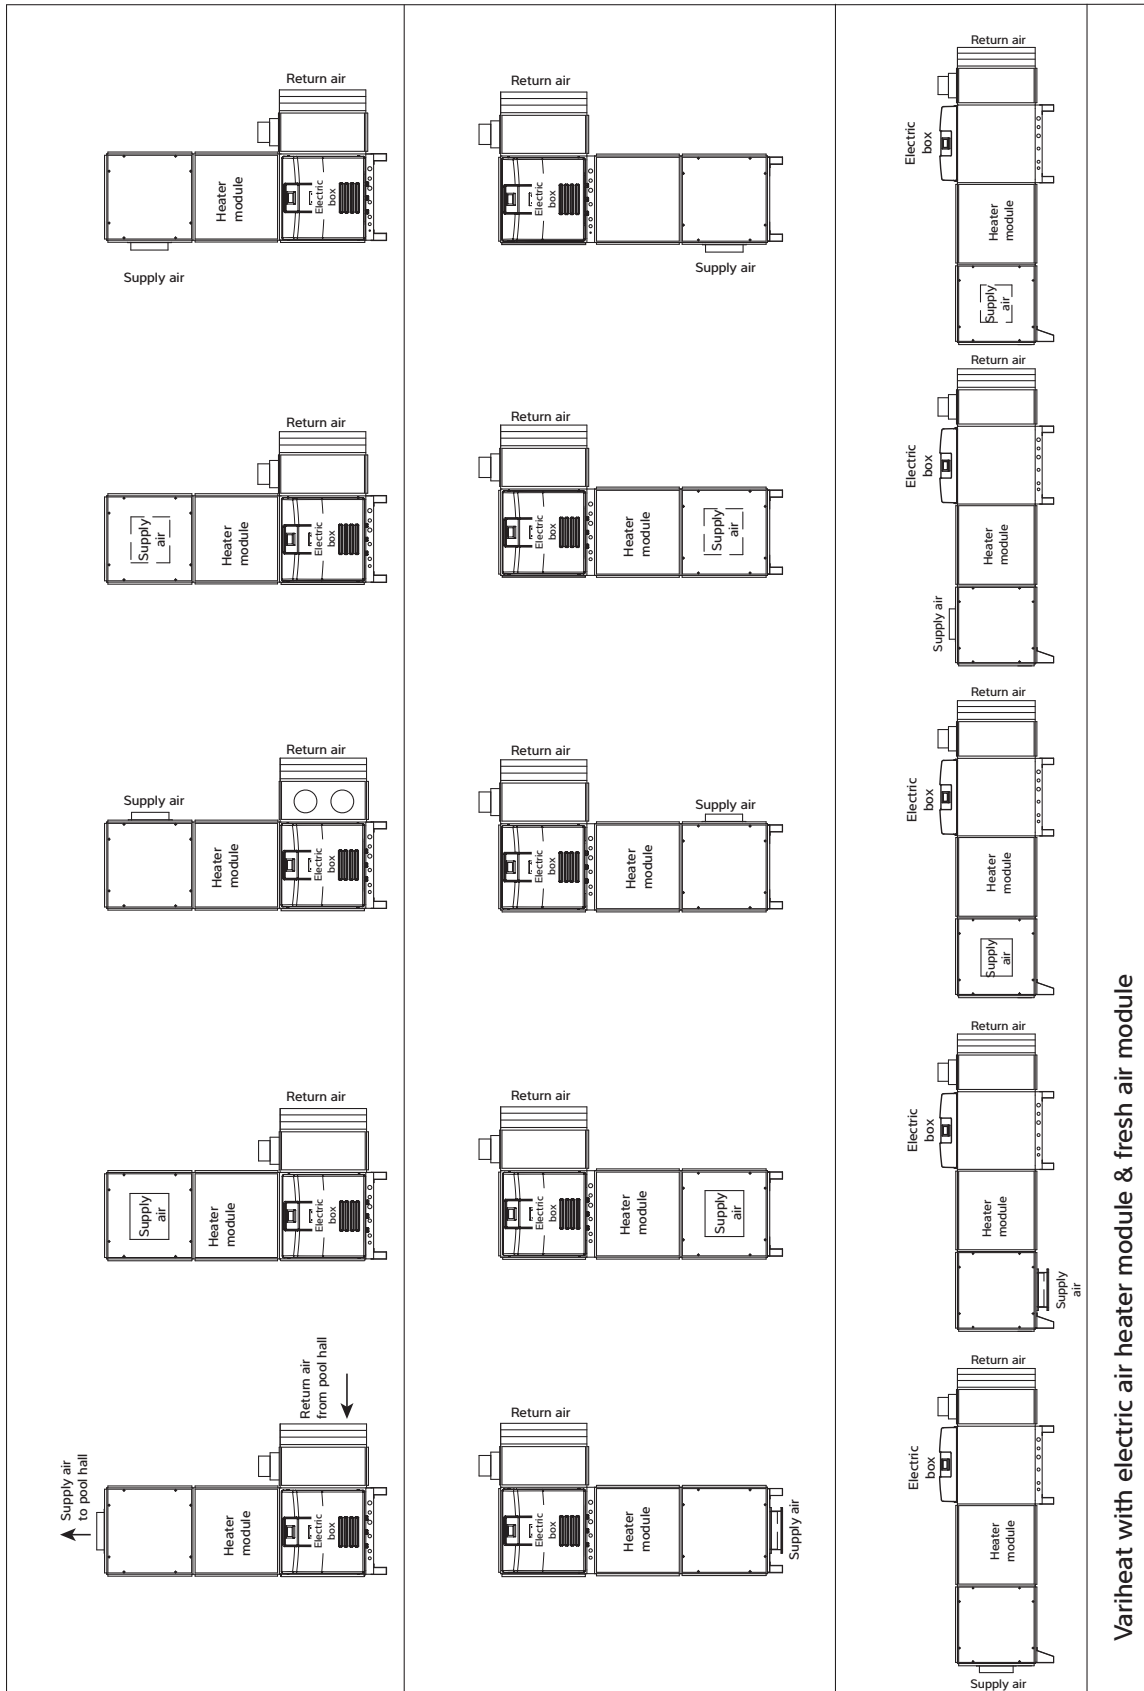 Return air
Heater
module
Electric
box
Supply air
Return air
Supply
air
Heater
module
Electric
box
Return air
Supply air
Heater
module
Electric
box
Return air
Supply
air
Heater
module
Electric
box
Return air
from pool hall
Supply air
to pool hall
Heater
module
Electric
box
Return air
Electric
box
Supply air
Return air
Electric
box
Heater
module
Supply
air
Return air
Supply air
Electric
box
Heater
module
Return air
Electric
box
Heater
module
Supply
air
Return air
Electric
box
Heater
module
Supply air
Return air
Electric
box
Heater
module
Supply
air
Return air
Electric
box
Heater
module
Supply air
Return air
Electric
box
Heater
module
Supply
air
Return air
Electric
box
Heater
module
Supply
air
Return air
Electric
box
Heater
module
Supply air
Variheat with electric air heater module & fresh air module